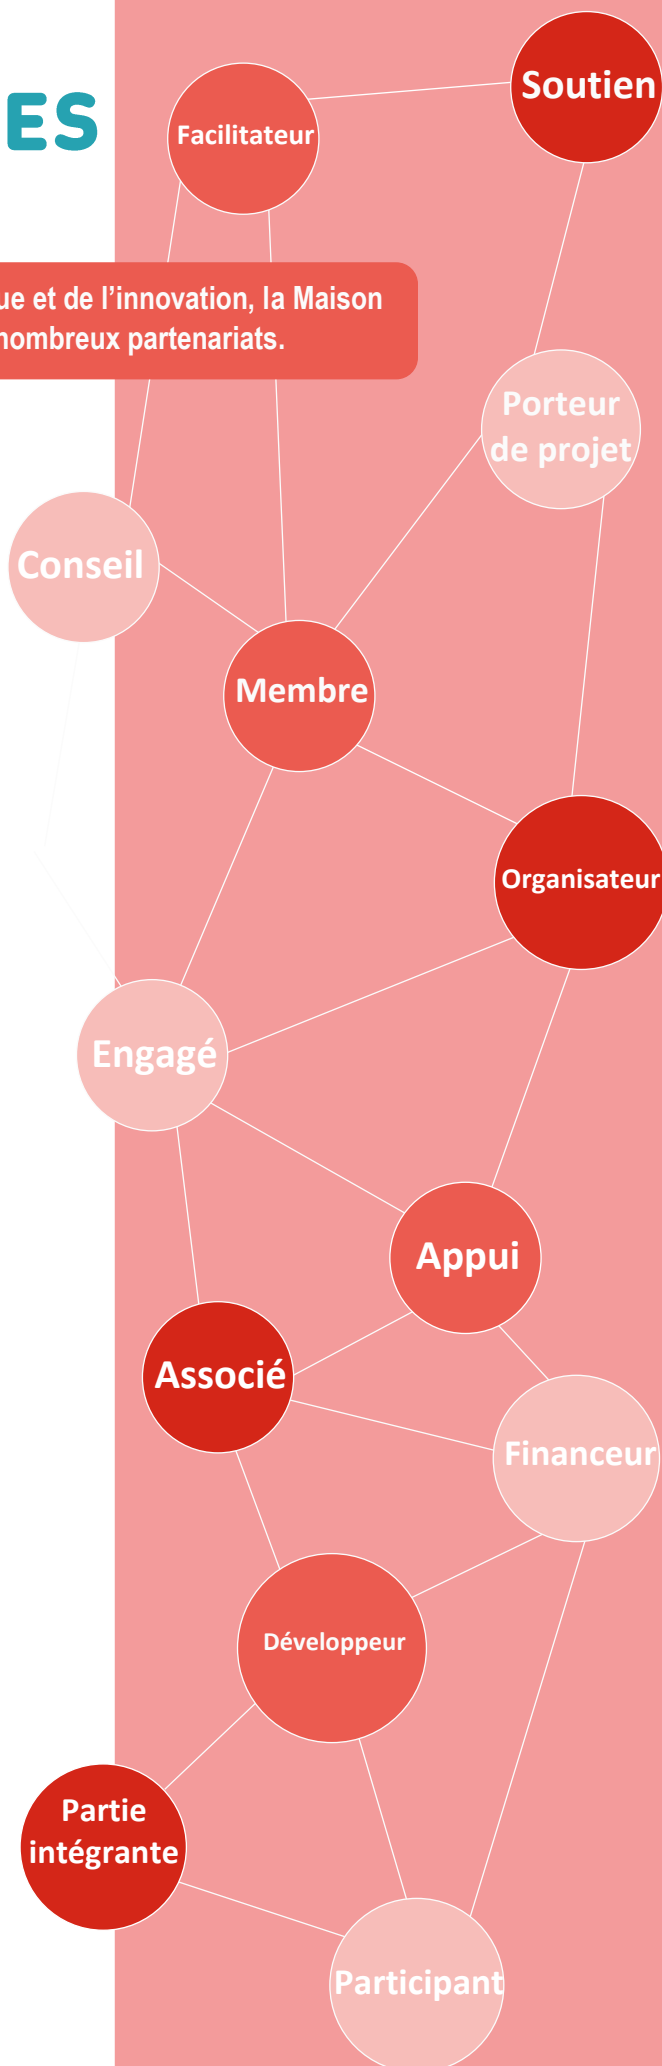 ES
Soutien
Facilitateur
ue et de l’innovation, la Maison
nombreux partenariats.
Porteur
de projet
Conseil
Membre
Organisateur
Engagé
Appui
Associé
Financeur
Développeur
Partie
intégrante
Participant